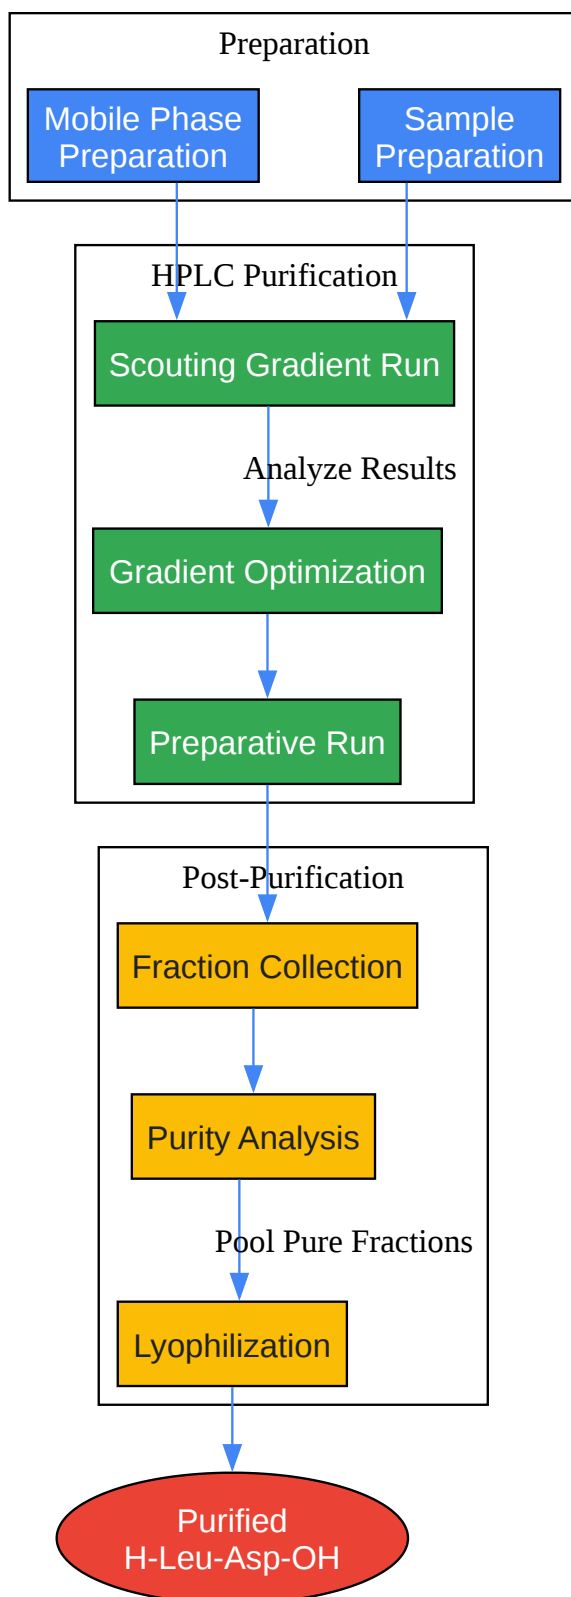 Preparation
Mobile Phase
Preparation
Sample
Preparation
HPLC Purification
Scouting Gradient Run
Analyze Results
Gradient Optimization
Preparative Run
Post-Purification
Fraction Collection
Purity Analysis
Pool Pure Fractions
Lyophilization
Purified
H-Leu-Asp-OH